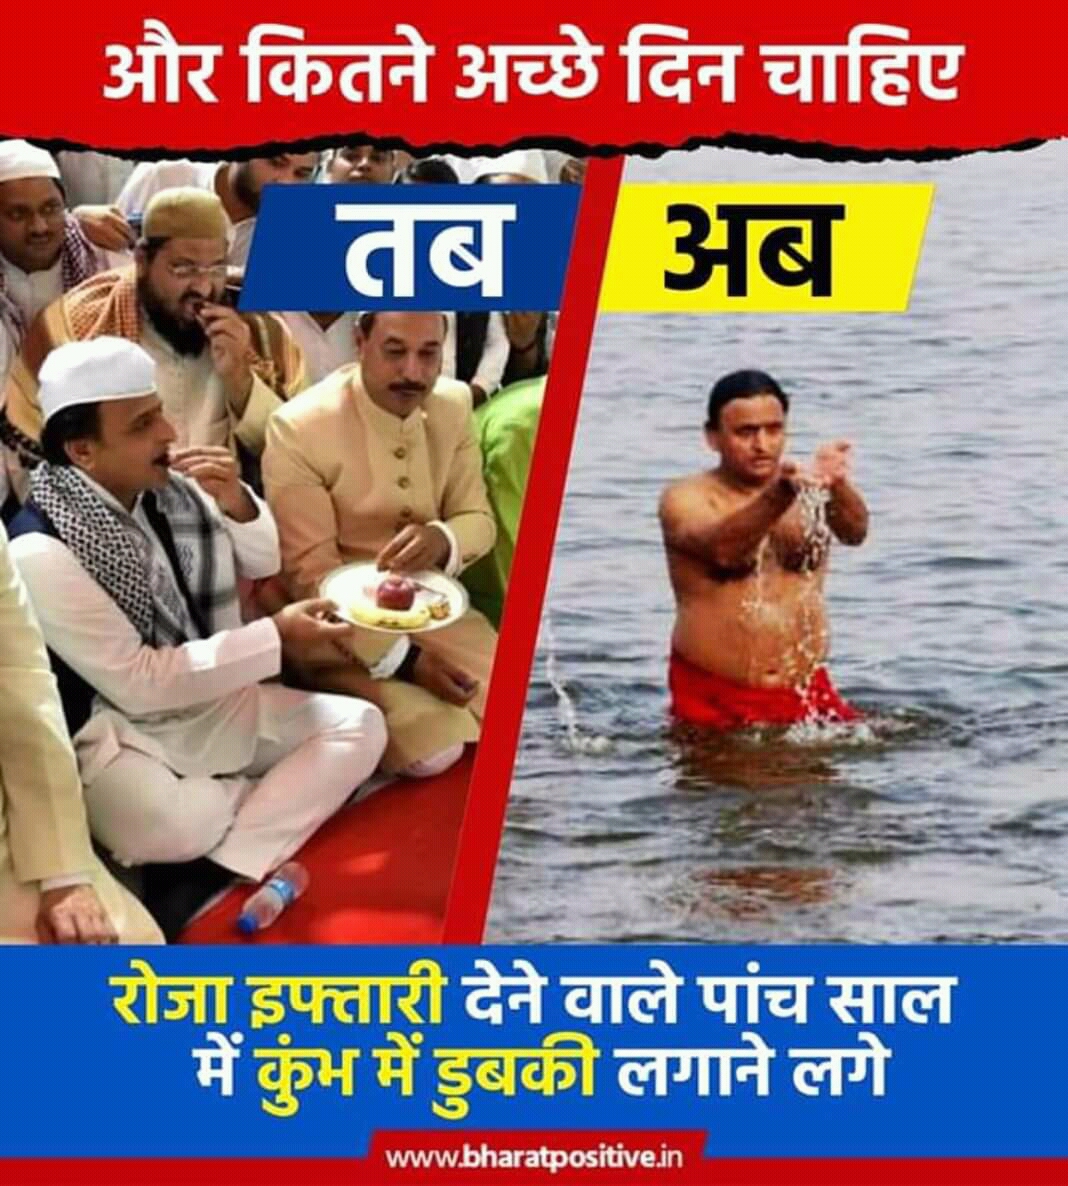 और कितने अच्छे दिन चाहिए
तब
अब
रोजा इफ्तारी देने वाले पांच साल
में कुंभ में डुबकी लगाने लगे
www.bharatpositive.in